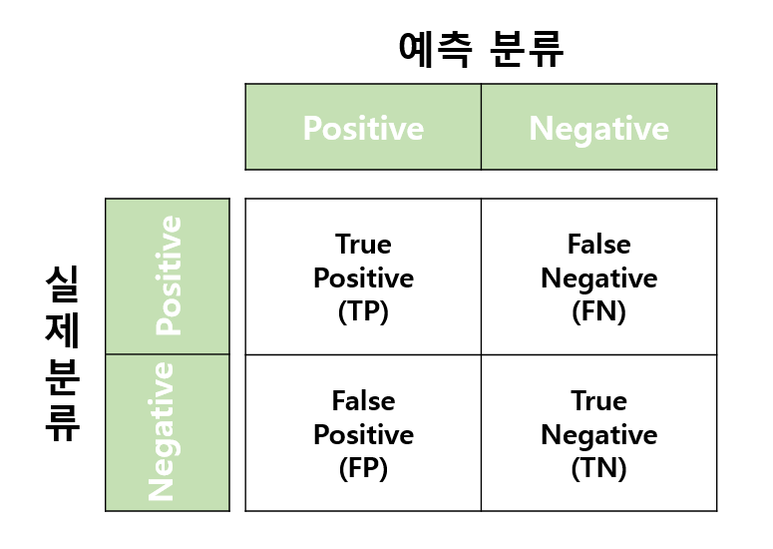 예측 분류
Positive
Negative
실제분류
Positive
True
Positive
(TP)
False
Negative
(FN)
Negative
False
Positive
(FP)
True
Negative
(TN)